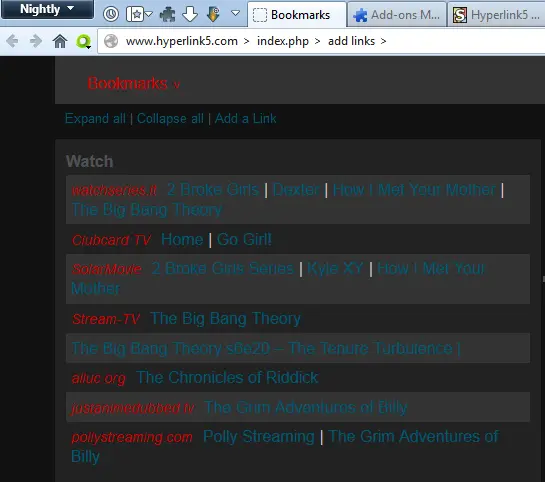 Nightly
Bookmarks
Add-ons M...
Hyperlink5 ...
www.hyperlink5.com > index.php > add links >
Bookmarks v
Expand all | Collapse all | Add a Link
Watch
watchseries.lt 2 Broke Girls | Dexter | How I Met Your Mother |
The Big Bang Theory
Clubcard TV Home | Go Girl!
SolarMovie 2 Broke Girls Series | Kyle XY | How I Met Your
Mother
Stream-TV The Big Bang Theory
The Big Bang Theory s6e20 – The Tenure Turbulence |
alluc.org The Chronicles of Riddick
justanimedubbed.tv The Grim Adventures of Billy
pollystreaming.com Polly Streaming | The Grim Adventures of
Billy